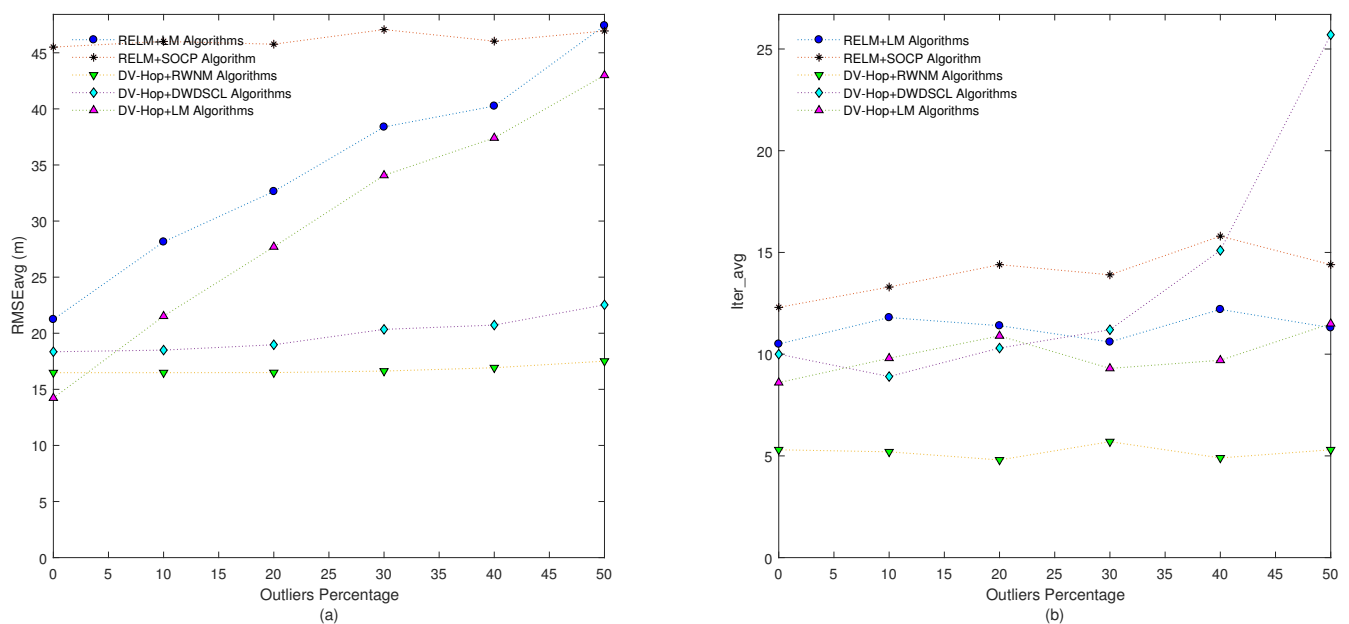 RELM+LM Algorithms
RELM+SOCP Algorithm
DV-Hop+RWNM Algorithms
DV-Hop+DWDSCL Algorithms
DV-Hop+LM Algorithms
45
40
35
30
25
20
15
10
5
0
RMSEavg (m)
0 5 10 15 20 25 30 35 40 45 50
Outliers Percentage
(a)
RELM+LM Algorithms
RELM+SOCP Algorithm
DV-Hop+RWNM Algorithms
DV-Hop+DWDSCL Algorithms
DV-Hop+LM Algorithms
25
20
15
10
5
0
Iter_avg
0 5 10 15 20 25 30 35 40 45 50
Outliers Percentage
(b)